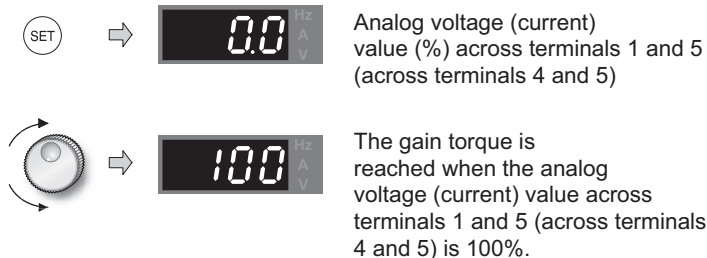 SET
0.0
Hz
A
V
Analog voltage (current)
value (%) across terminals 1 and 5
(across terminals 4 and 5)
100
Hz
A
V
The gain torque is
reached when the analog
voltage (current) value across
terminals 1 and 5 (across terminals
4 and 5) is 100%.